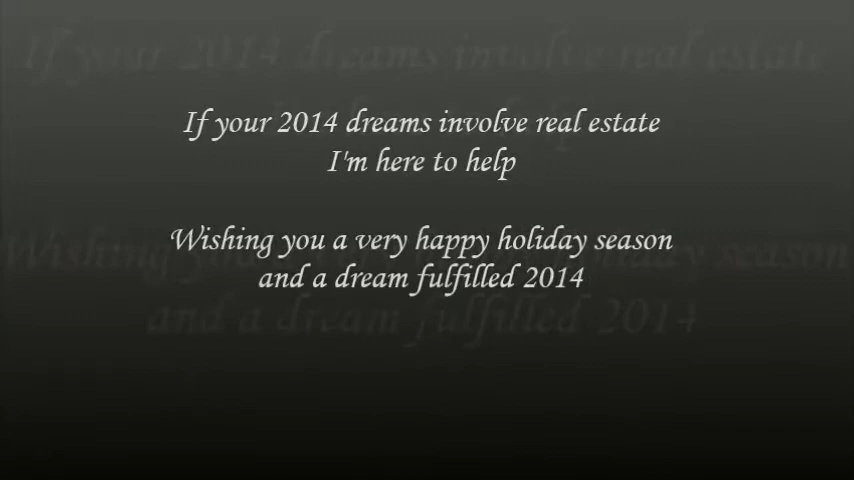 If your 2014 dreams involve real estate
I'm here to help
Wishing you a very happy holiday season
and a dream fulfilled 2014